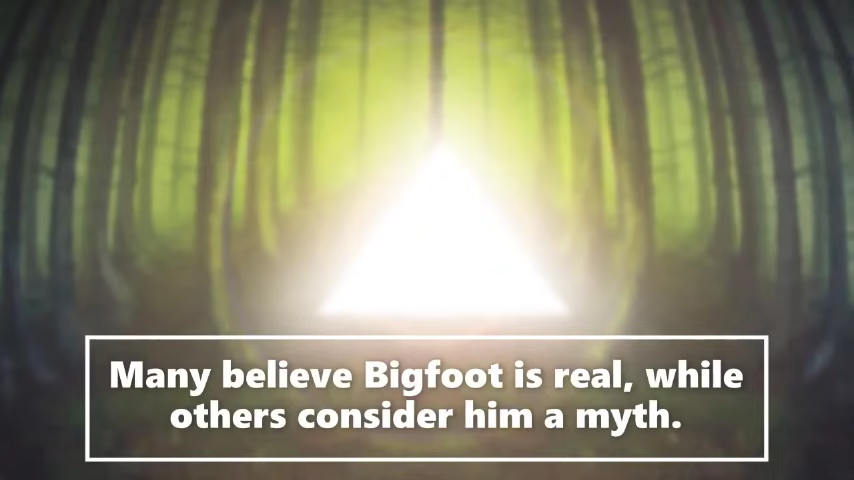 Many believe Bigfoot is real, while
others consider him a myth.